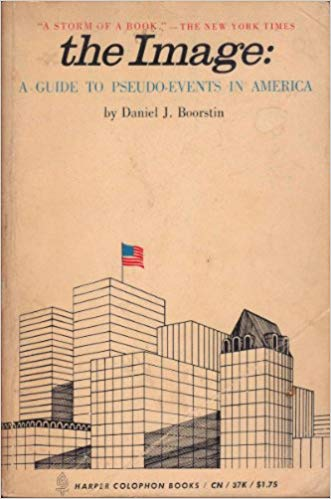 "A STORM OF A BOOK."—THE NEW YORK TIMES
the Image:
A GUIDE TO PSEUDO-EVENTS IN AMERICA
by Daniel J. Boorstin
HARPER COLOPHON BOOKS / CN / 37K / $1.75